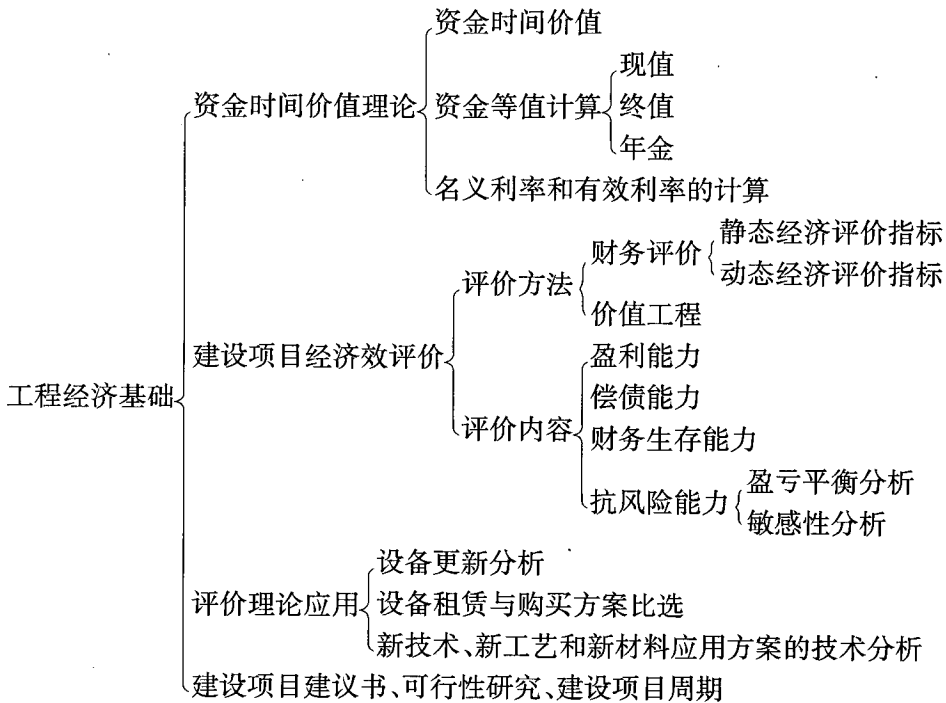 资金时间价值
现值
资金时间价值理论
资金等值计算
终值
年金
名义利率和有效利率的计算
静态经济评价指标
财务评价
动态经济评价指标
评价方法
价值工程
建设项目经济效评价
盈利能力
工程经济基础
偿债能力
评价内容
财务生存能力
盈亏平衡分析
抗风险能力
敏感性分析
设备更新分析
评价理论应用
设备租赁与购买方案比选
新技术、新工艺和新材料应用方案的技术分析
建设项目建议书、可行性研究、建设项目周期